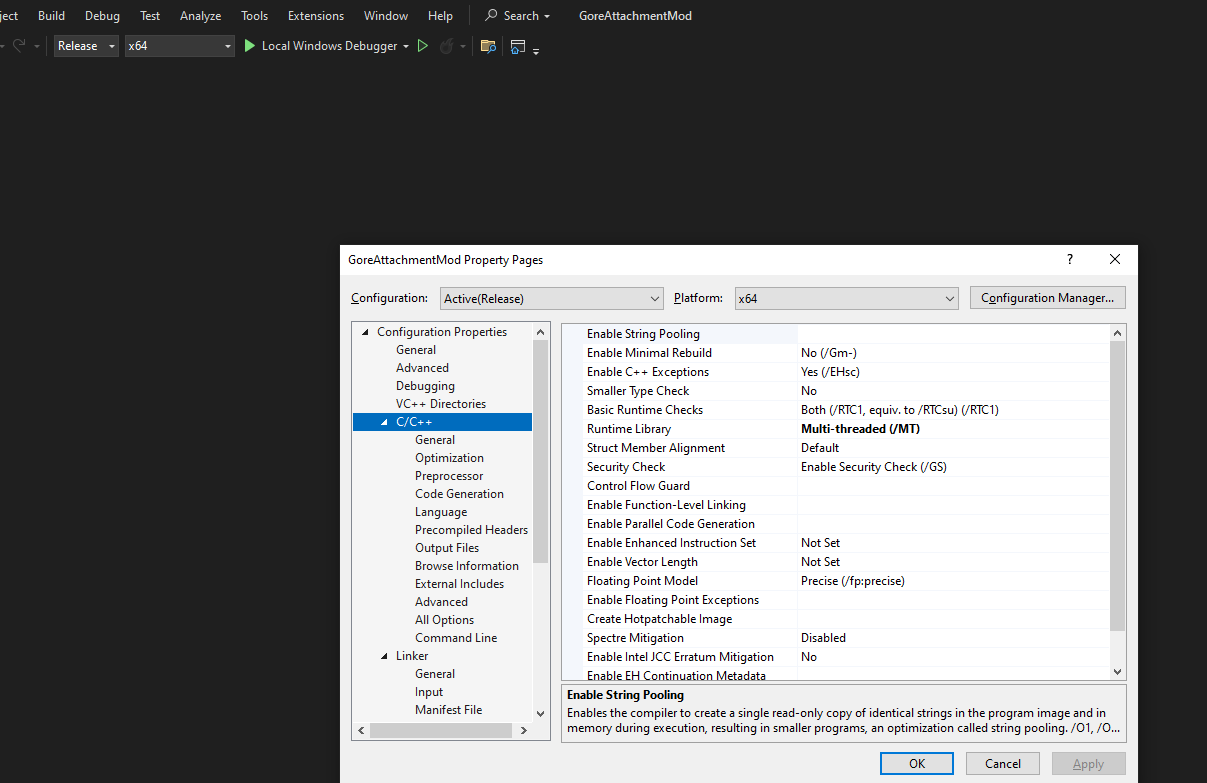 ject Build Debug Test Analyze Tools Extensions Window Help Search GoreAttachmentMod
Release x64 Local Windows Debugger
GoreAttachmentMod Property Pages ?
Configuration: Active(Release) Platform: x64 Configuration Manager...
Configuration Properties
General
Advanced
Debugging
VC++ Directories
C/C++
General
Optimization
Preprocessor
Code Generation
Language
Precompiled Headers
Output Files
Browse Information
External Includes
Advanced
All Options
Command Line
Linker
General
Input
Manifest File
Enable String Pooling
Enable Minimal Rebuild No (/Gm-)
Enable C++ Exceptions Yes (/EHsc)
Smaller Type Check No
Basic Runtime Checks Both (/RTC1, equiv. to /RTCsu) (/RTC1)
Runtime Library Multi-threaded (/MT)
Struct Member Alignment Default
Security Check Enable Security Check (/GS)
Control Flow Guard
Enable Function-Level Linking
Enable Parallel Code Generation
Enable Enhanced Instruction Set Not Set
Enable Vector Length Not Set
Floating Point Model Precise (/fp:precise)
Enable Floating Point Exceptions
Create Hotpatchable Image
Spectre Mitigation Disabled
Enable Intel JCC Erratum Mitigation No
Enable EH Continuation Metadata
Enable String Pooling
Enables the compiler to create a single read-only copy of identical strings in the program image and in
memory during execution, resulting in smaller programs, an optimization called string pooling. /O1, /O...
OK Cancel Apply